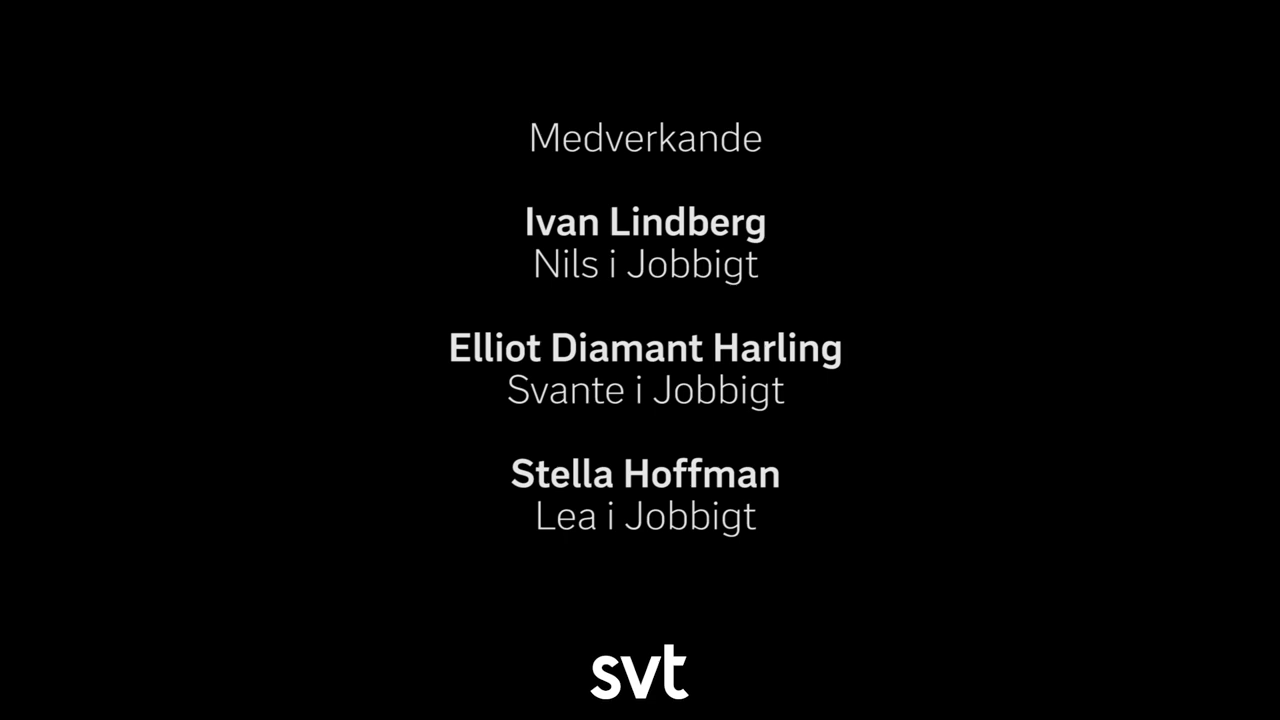 Medverkande
Ivan Lindberg
Nils i Jobbigt
Elliot Diamant Harling
Svante i Jobbigt
Stella Hoffman
Lea i Jobbigt
svt